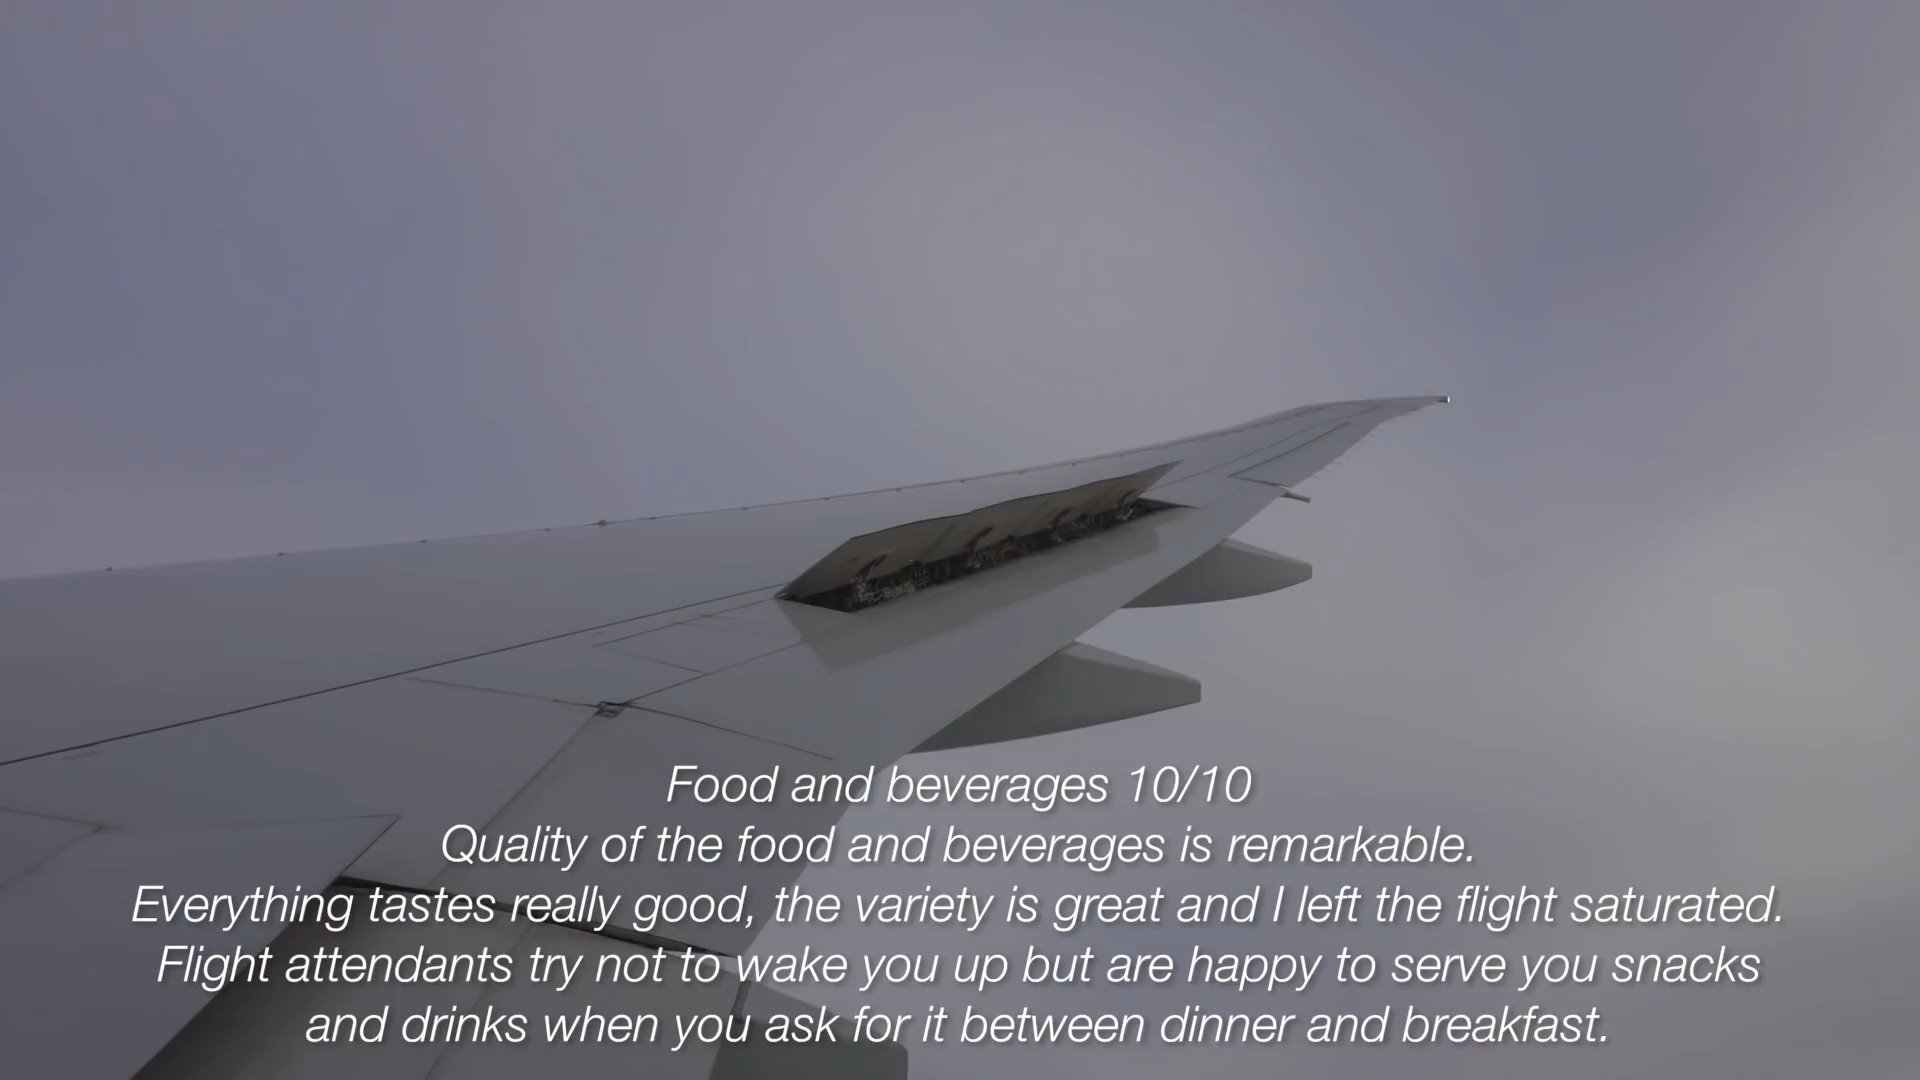 Food and beverages 10/10
Quality of the food and beverages is remarkable.
Everything tastes really good, the variety is great and I left the flight saturated.
Flight attendants try not to wake you up but are happy to serve you snacks
and drinks when you ask for it between dinner and breakfast.